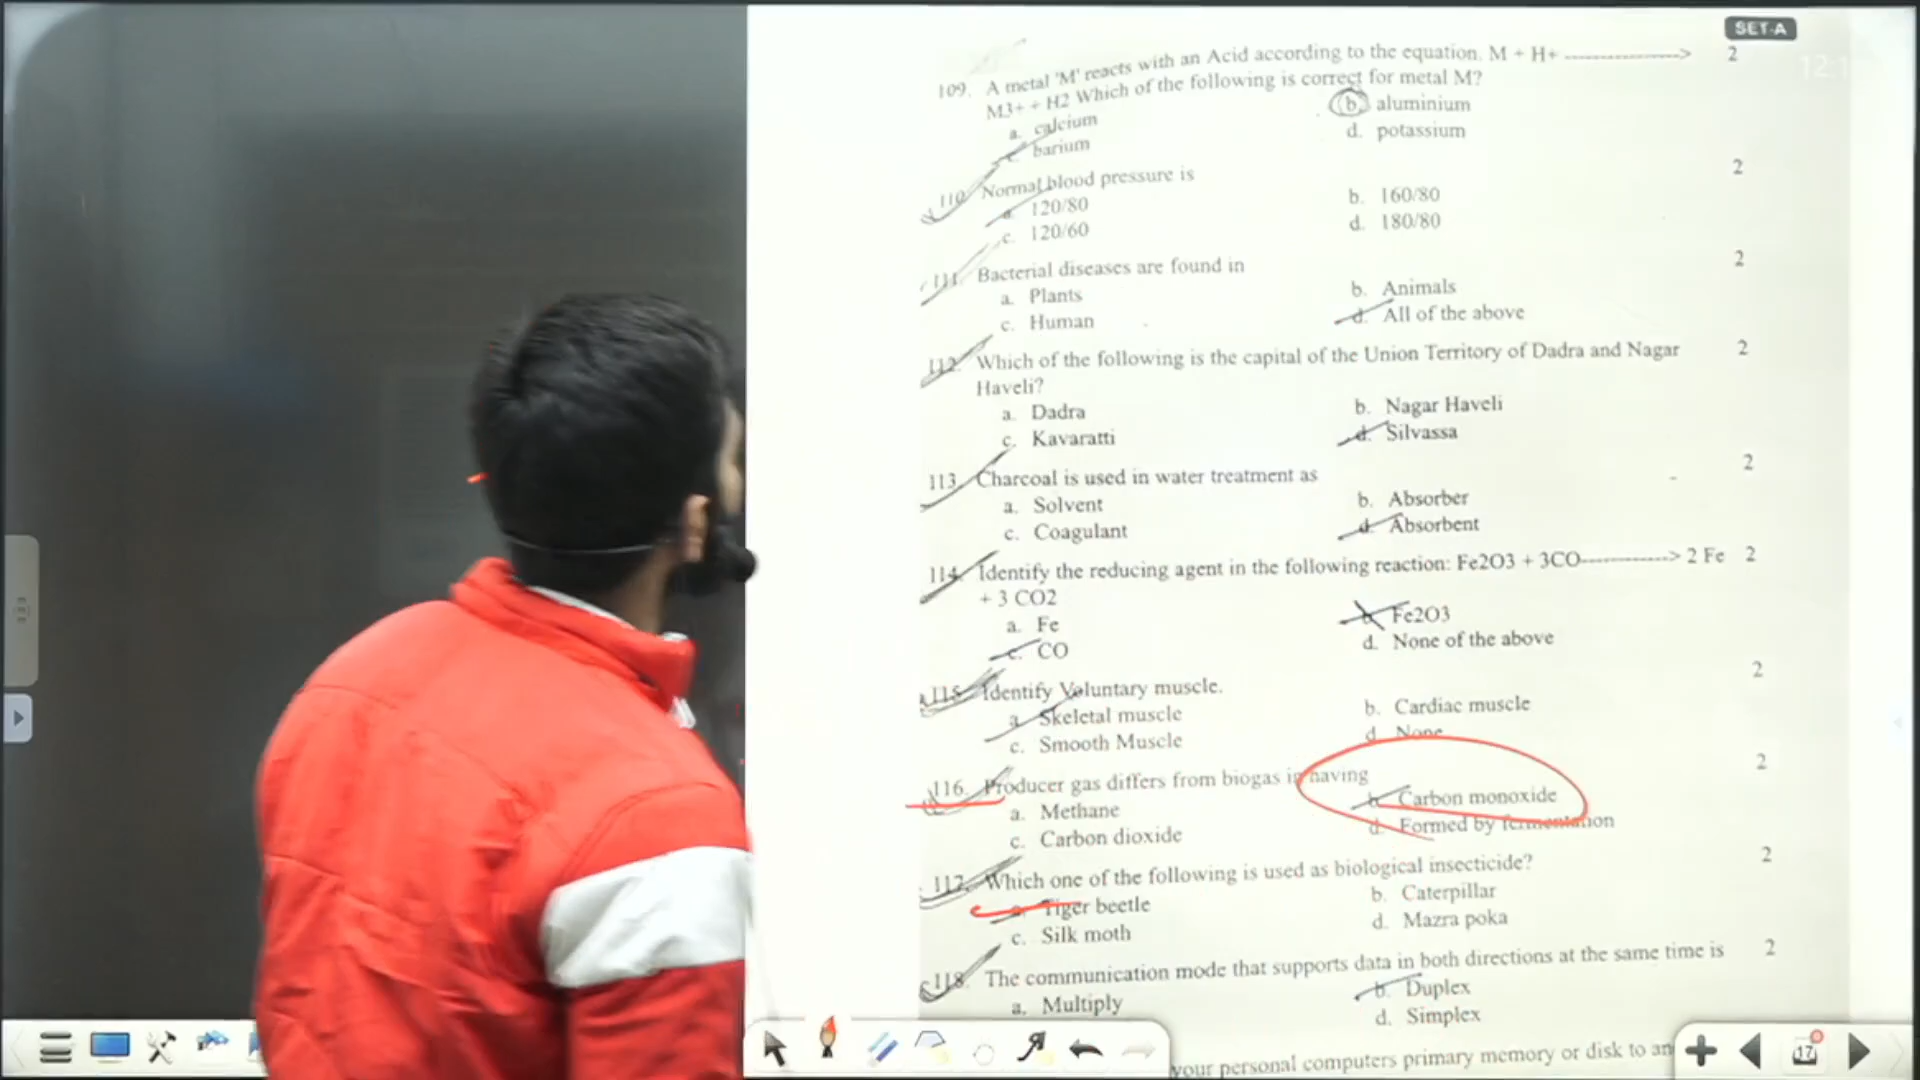 SET-A
12:1
109. A metal 'M' reacts with an Acid according to the equation, M + H+ -------------> 2
M3+ + H2 Which of the following is correct for metal M?
a. calcium b. aluminium
c. barium d. potassium
110. Normal blood pressure is 2
a. 120/80 b. 160/80
c. 120/60 d. 180/80
111. Bacterial diseases are found in 2
a. Plants b. Animals
c. Human d. All of the above
112. Which of the following is the capital of the Union Territory of Dadra and Nagar 2
Haveli?
a. Dadra b. Nagar Haveli
c. Kavaratti d. Silvassa
113. Charcoal is used in water treatment as 2
a. Solvent b. Absorber
c. Coagulant d. Absorbent
114. Identify the reducing agent in the following reaction: Fe2O3 + 3CO------------> 2 Fe 2
+ 3 CO2
a. Fe b. Fe2O3
c. CO d. None of the above
115. Identify Voluntary muscle. 2
a. Skeletal muscle b. Cardiac muscle
c. Smooth Muscle d. None
116. Producer gas differs from biogas in having 2
a. Methane b. Carbon monoxide
c. Carbon dioxide d. Formed by fermentation
117. Which one of the following is used as biological insecticide? 2
a. Tiger beetle b. Caterpillar
c. Silk moth d. Mazra poka
118. The communication mode that supports data in both directions at the same time is 2
a. Multiply b. Duplex
d. Simplex
your personal computers primary memory or disk to an
17